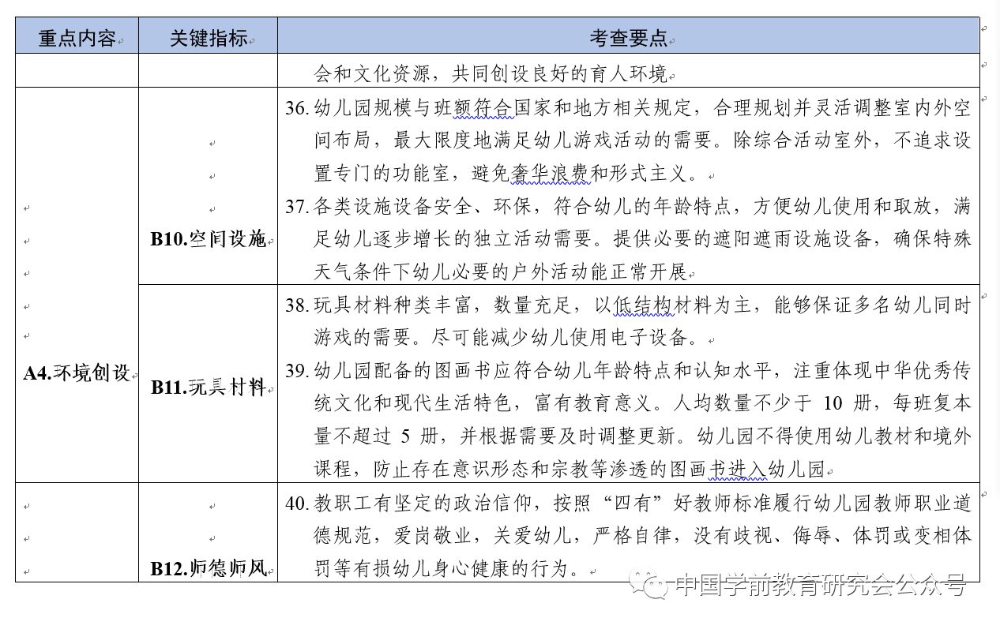 重点内容 关键指标 考查要点
会和文化资源，共同创设良好的育人环境
36. 幼儿园规模与班额符合国家和地方相关规定，合理规划并灵活调整室内外空
间布局，最大限度地满足幼儿游戏活动的需要。除综合活动室外，不追求设
置专门的功能室，避免奢华浪费和形式主义。
37. 各类设施设备安全、环保，符合幼儿的年龄特点，方便幼儿使用和取放，满
B10.空间设施
足幼儿逐步增长的独立活动需要。提供必要的遮阳遮雨设施设备，确保特殊
天气条件下幼儿必要的户外活动能正常开展
A4.环境创设
B11.玩具材料
38. 玩具材料种类丰富，数量充足，以低结构材料为主，能够保证多名幼儿同时
游戏的需要。尽可能减少幼儿使用电子设备。
39. 幼儿园配备的图画书应符合幼儿年龄特点和认知水平，注重体现中华优秀传
统文化和现代生活特色，富有教育意义。人均数量不少于 10 册，每班复本
量不超过 5 册，并根据需要及时调整更新。幼儿园不得使用幼儿教材和境外
课程，防止存在意识形态和宗教等渗透的图画书进入幼儿园
B12.师德师风
40. 教职工有坚定的政治信仰，按照“四有”好教师标准履行幼儿园教师职业道
德规范，爱岗敬业，关爱幼儿，严格自律，没有歧视、侮辱、体罚或变相体
罚等有损幼儿身心健康的行为。
中国学前教育研究会公众号